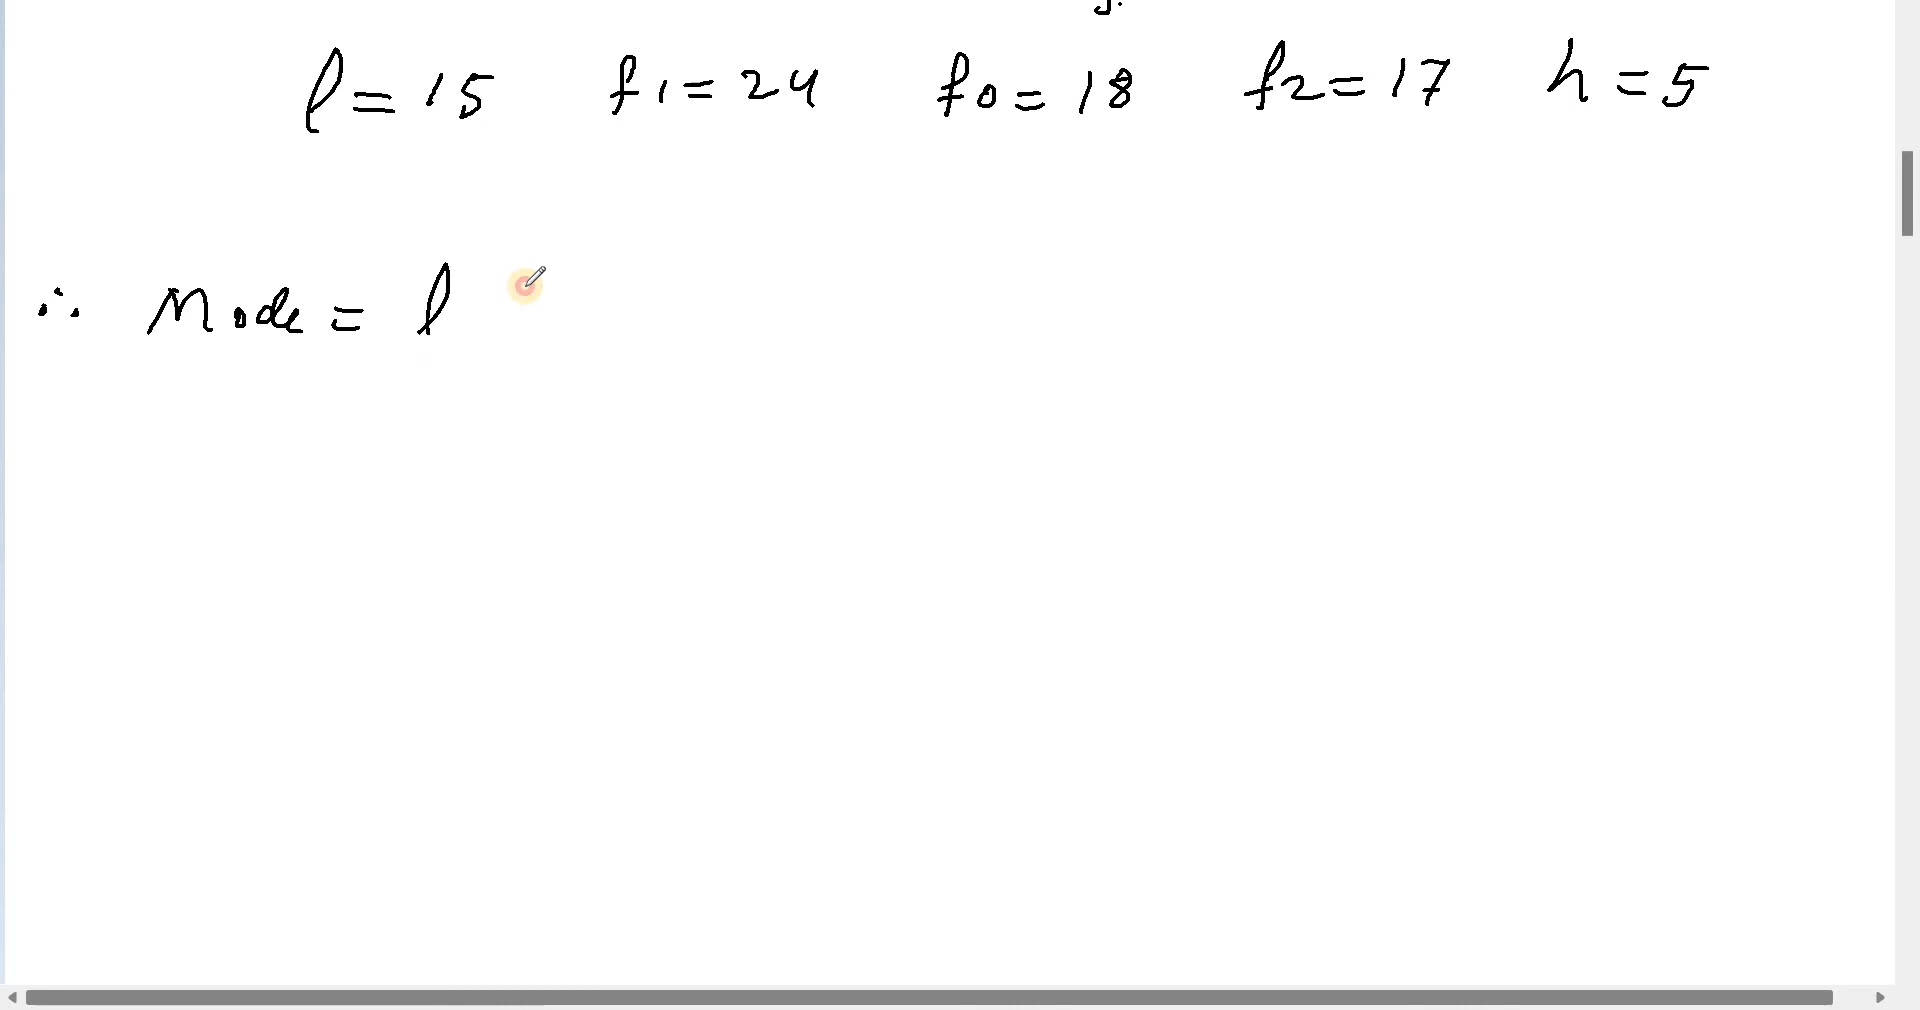 l = 15 f1 = 24 f0 = 18 f2 = 17 h = 5
∴ Mode = l